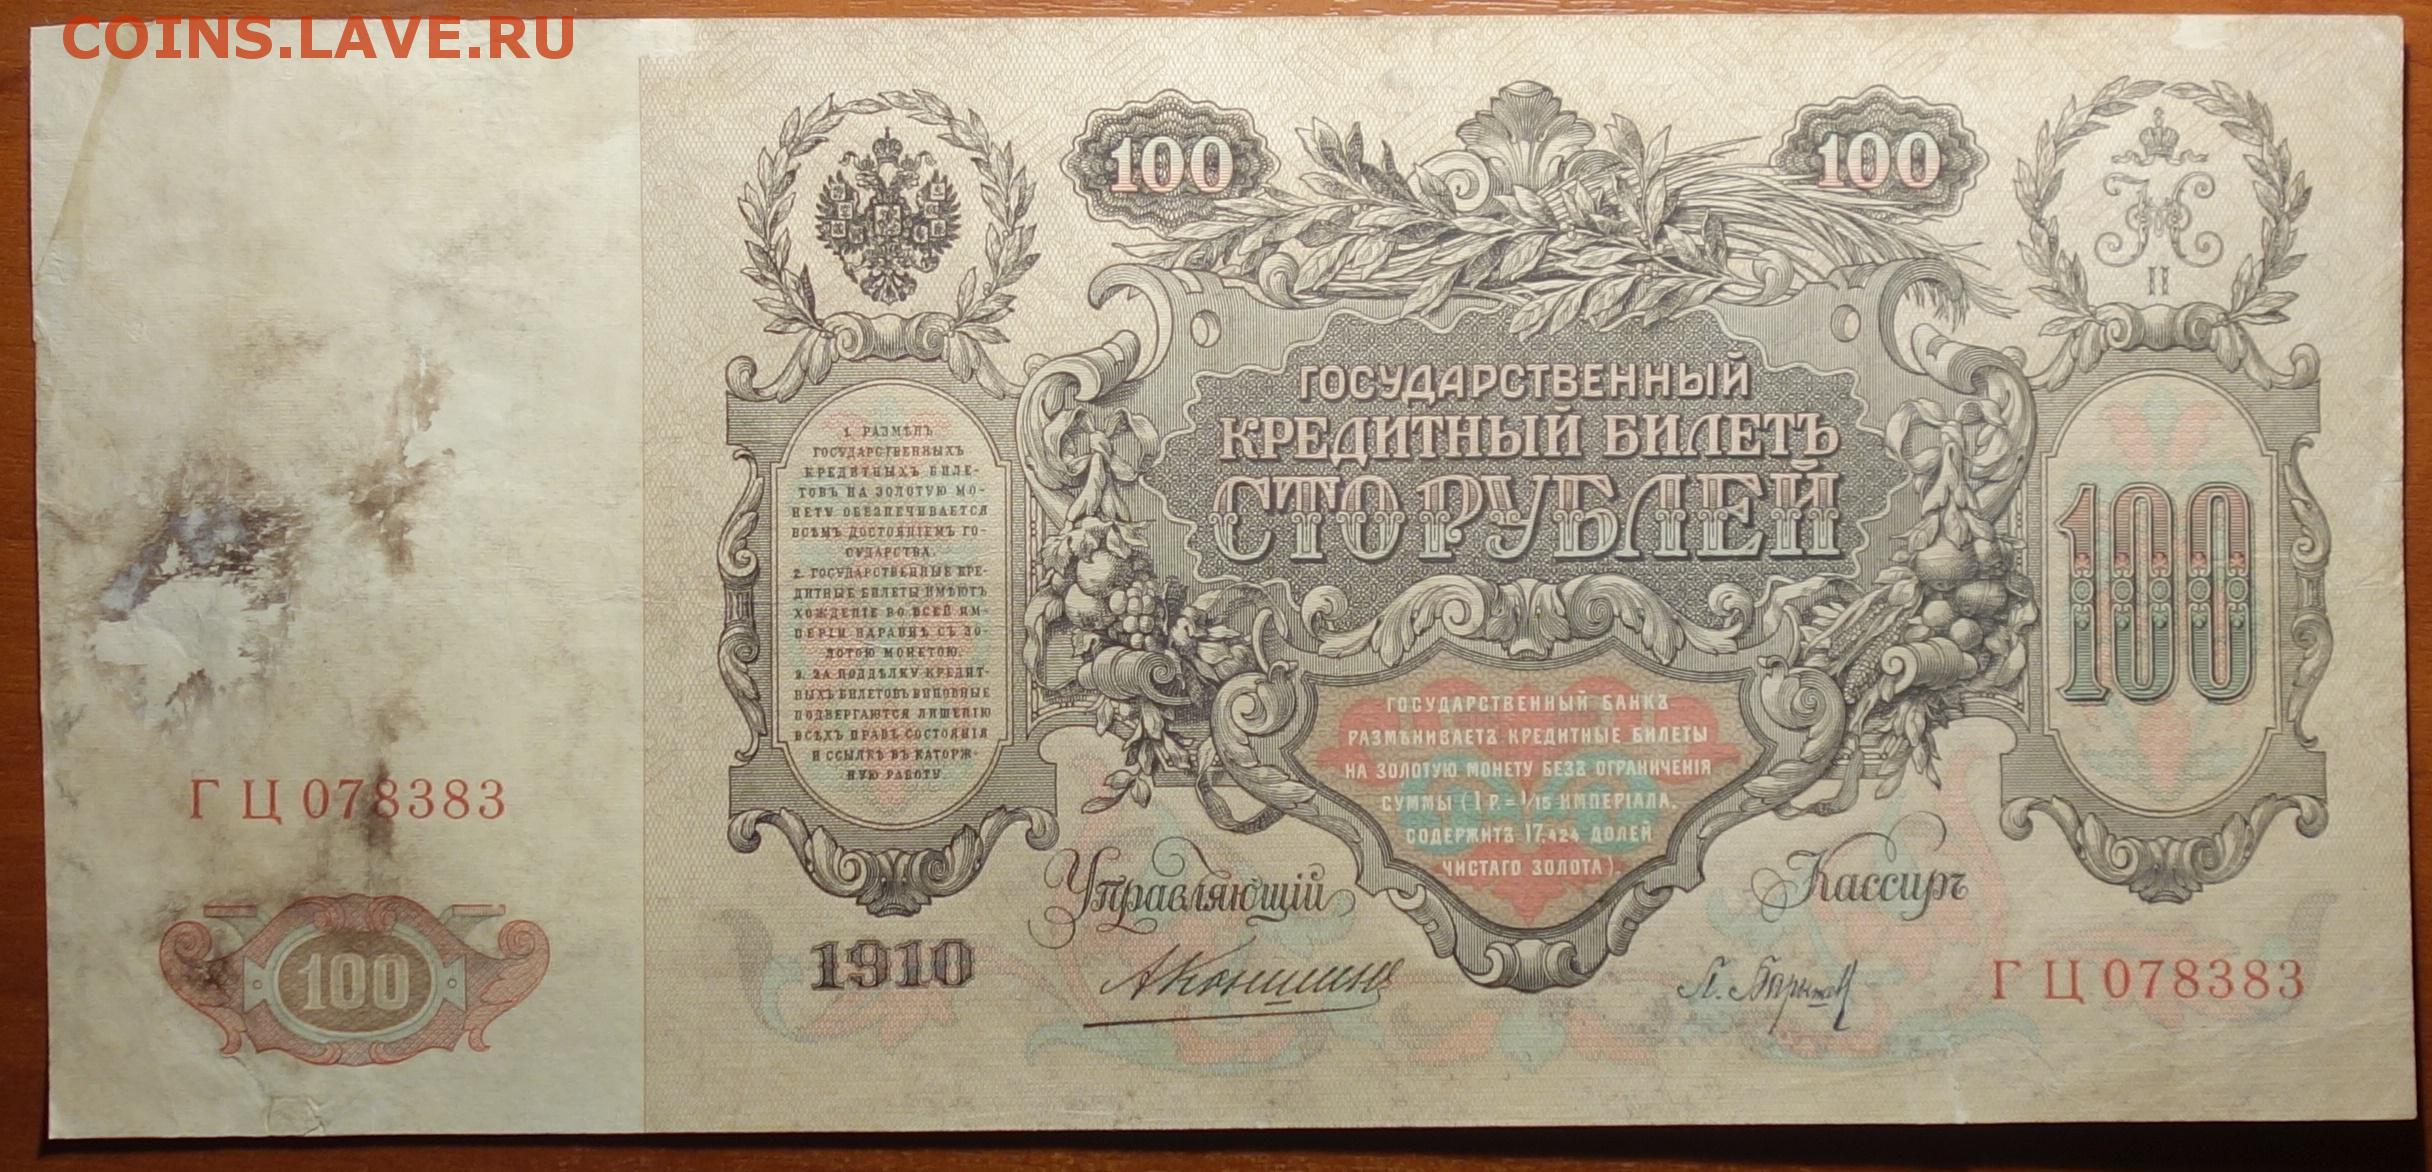 COINS.LAVE.RU
100
100
Н
II
ГОСУДАРСТВЕННЫЙ
КРЕДИТНЫЙ БИЛЕТЪ
СТО РУБЛЕЙ
1. РАЗМѢНЪ
ГОСУДАРСТВЕННЫХЪ
КРЕДИТНЫХЪ БИЛЕ-
ТОВЪ НА ЗОЛОТУЮ МО-
НЕТУ ОБЕЗПЕЧИВАЕТСЯ
ВСѢМЪ ДОСТОЯНІЕМЪ ГО-
СУДАРСТВА.
2. ГОСУДАРСТВЕННЫЕ КРЕ-
ДИТНЫЕ БИЛЕТЫ ИМѢЮТЪ
ХОЖДЕНІЕ ВО ВСЕЙ ИМ-
ПЕРІИ НАРАВНѢ СЪ ЗО-
ЛОТОЮ МОНЕТОЮ.
3. ЗА ПОДДѢЛКУ КРЕДИТ-
НЫХЪ БИЛЕТОВЪ ВИНОВНЫЕ
ПОДВЕРГАЮТСЯ ЛИШЕНІЮ
ВСѢХЪ ПРАВЪ СОСТОЯНІЯ
И ССЫЛКѢ ВЪ КАТОРЖ-
НУЮ РАБОТУ
100
ГОСУДАРСТВЕННЫЙ БАНКЪ
РАЗМѢНИВАЕТЪ КРЕДИТНЫЕ БИЛЕТЫ
НА ЗОЛОТУЮ МОНЕТУ БЕЗЪ ОГРАНИЧЕНІЯ
СУММЫ (1 Р. = 1/15 ИМПЕРІАЛА,
СОДЕРЖИТЪ 17,424 ДОЛЕЙ
ЧИСТАГО ЗОЛОТА).
ГЦ 078383
100
1910
Управляющій
АКоншинъ
Кассиръ
ГЦ 078383